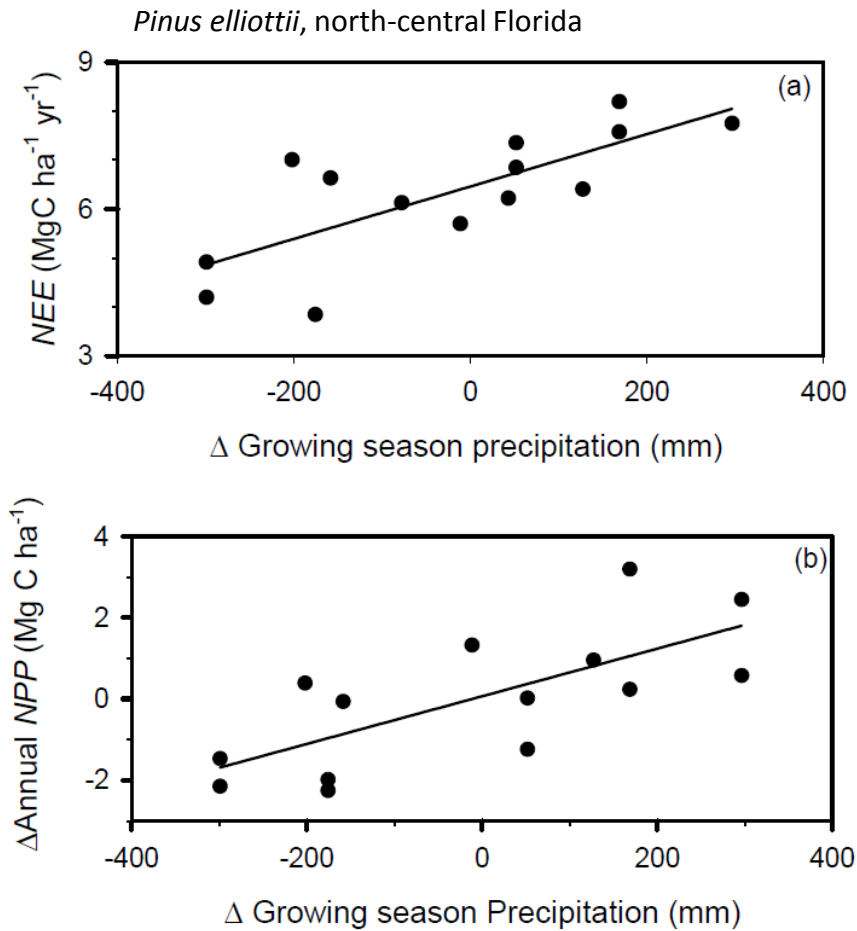 Pinus elliottii, north-central Florida
(a)
9
6
3
NEE (MgC ha⁻¹ yr⁻¹)
-400 -200 0 200 400
Δ Growing season precipitation (mm)
(b)
4
2
0
-2
ΔAnnual NPP (Mg C ha⁻¹)
-400 -200 0 200 400
Δ Growing season Precipitation (mm)